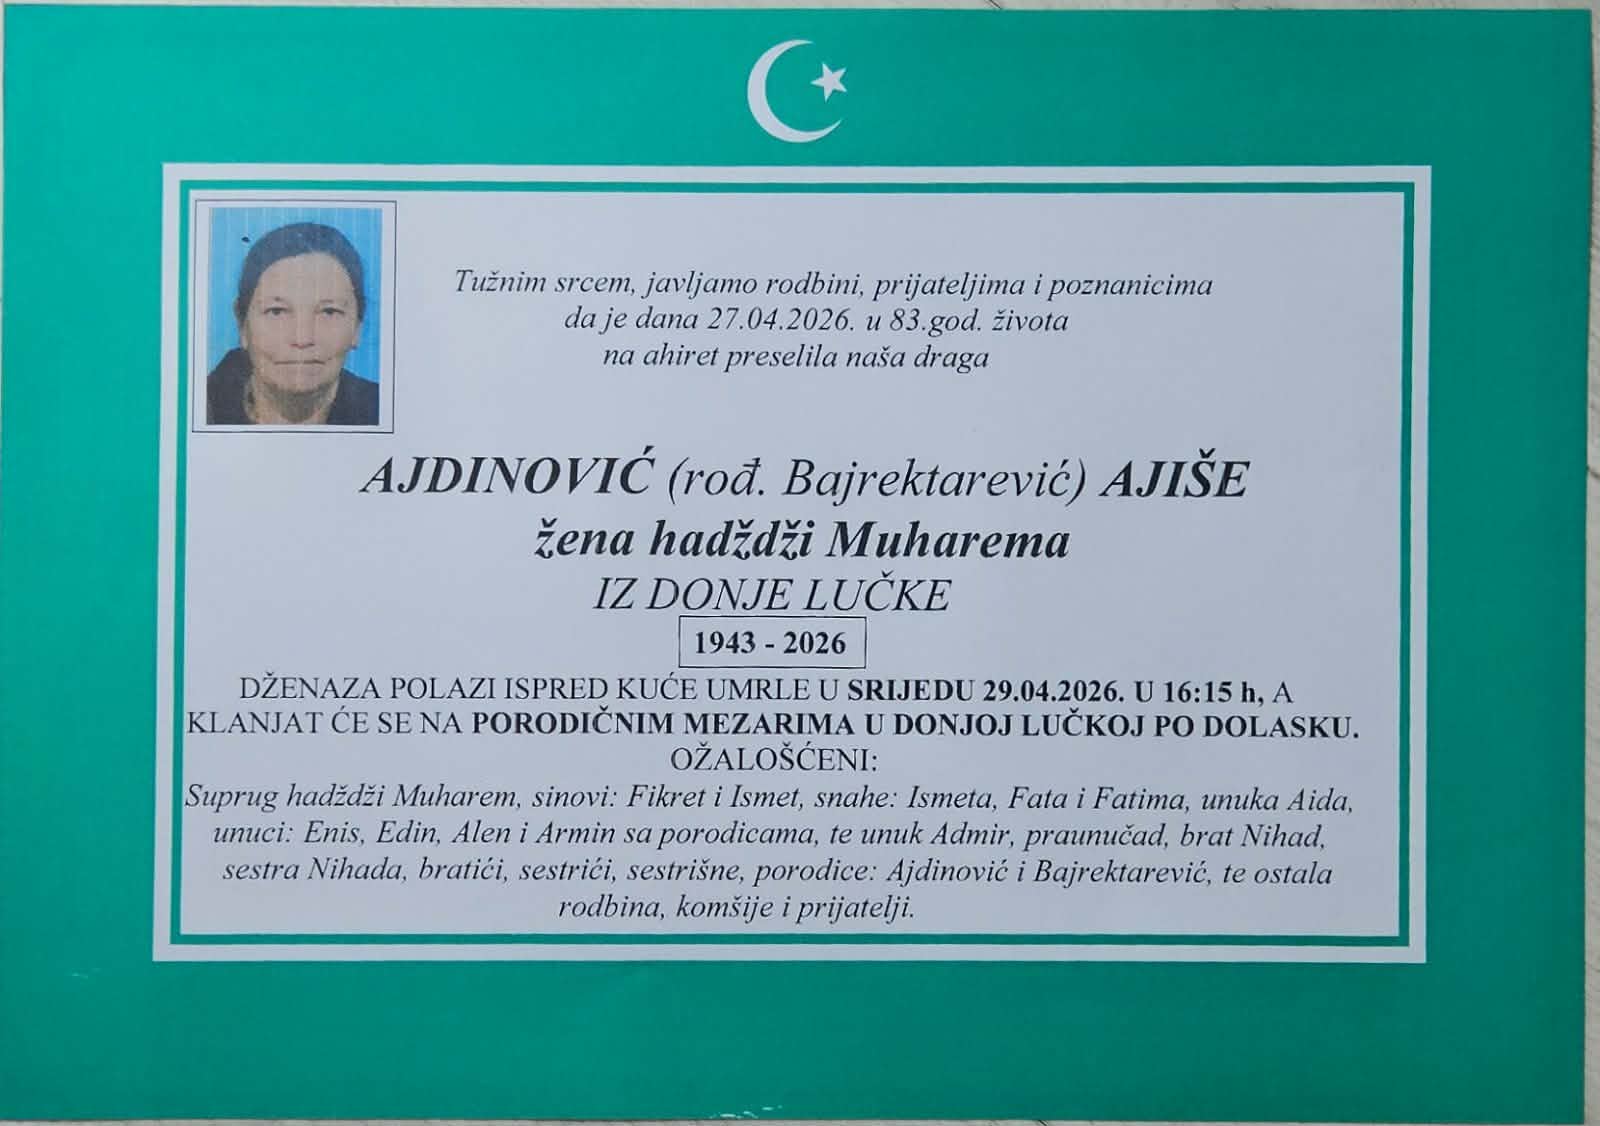 Tužnim srcem, javljamo rodbini, prijateljima i poznanicima
da je dana 27.04.2026. u 83.god. života
na ahiret preselila naša draga
AJDINOVIĆ (rođ. Bajrektarević) AJIŠE
žena hadždži Muharema
IZ DONJE LUČKE
1943 - 2026
DŽENAZA POLAZI ISPRED KUĆE UMRLE U SRIJEDU 29.04.2026. U 16:15 h, A
KLANJAT ĆE SE NA PORODIČNIM MEZARIMA U DONJOJ LUČKOJ PO DOLASKU.
OŽALOŠĆENI:
Suprug hadždži Muharem, sinovi: Fikret i Ismet, snahe: Ismeta, Fata i Fatima, unuka Aida,
unuci: Enis, Edin, Alen i Armin sa porodicama, te unuk Admir, praunučad, brat Nihad,
sestra Nihada, bratići, sestrići, sestrišne, porodice: Ajdinović i Bajrektarević, te ostala
rodbina, komšije i prijatelji.